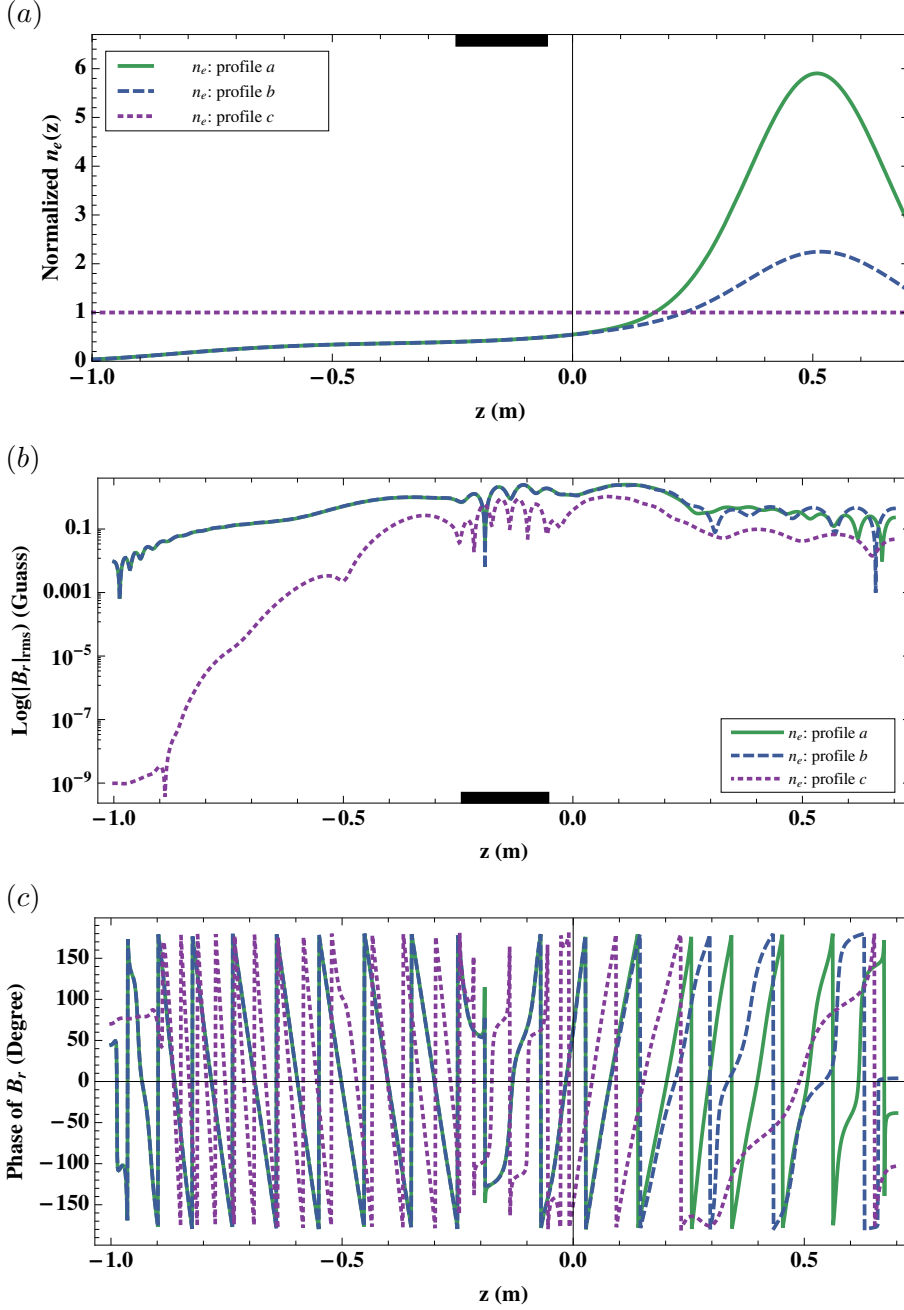 (a)
Normalized n_e(z)
6
5
4
3
2
1
0
n_e: profile a
n_e: profile b
n_e: profile c
−1.0 −0.5 0.0 0.5
z (m)
(b)
Log(|B_r|_rms) (Guass)
0.1
0.001
10^−5
10^−7
10^−9
n_e: profile a
n_e: profile b
n_e: profile c
−1.0 −0.5 0.0 0.5
z (m)
(c)
Phase of B_r (Degree)
150
100
50
0
−50
−100
−150
−1.0 −0.5 0.0 0.5
z (m)